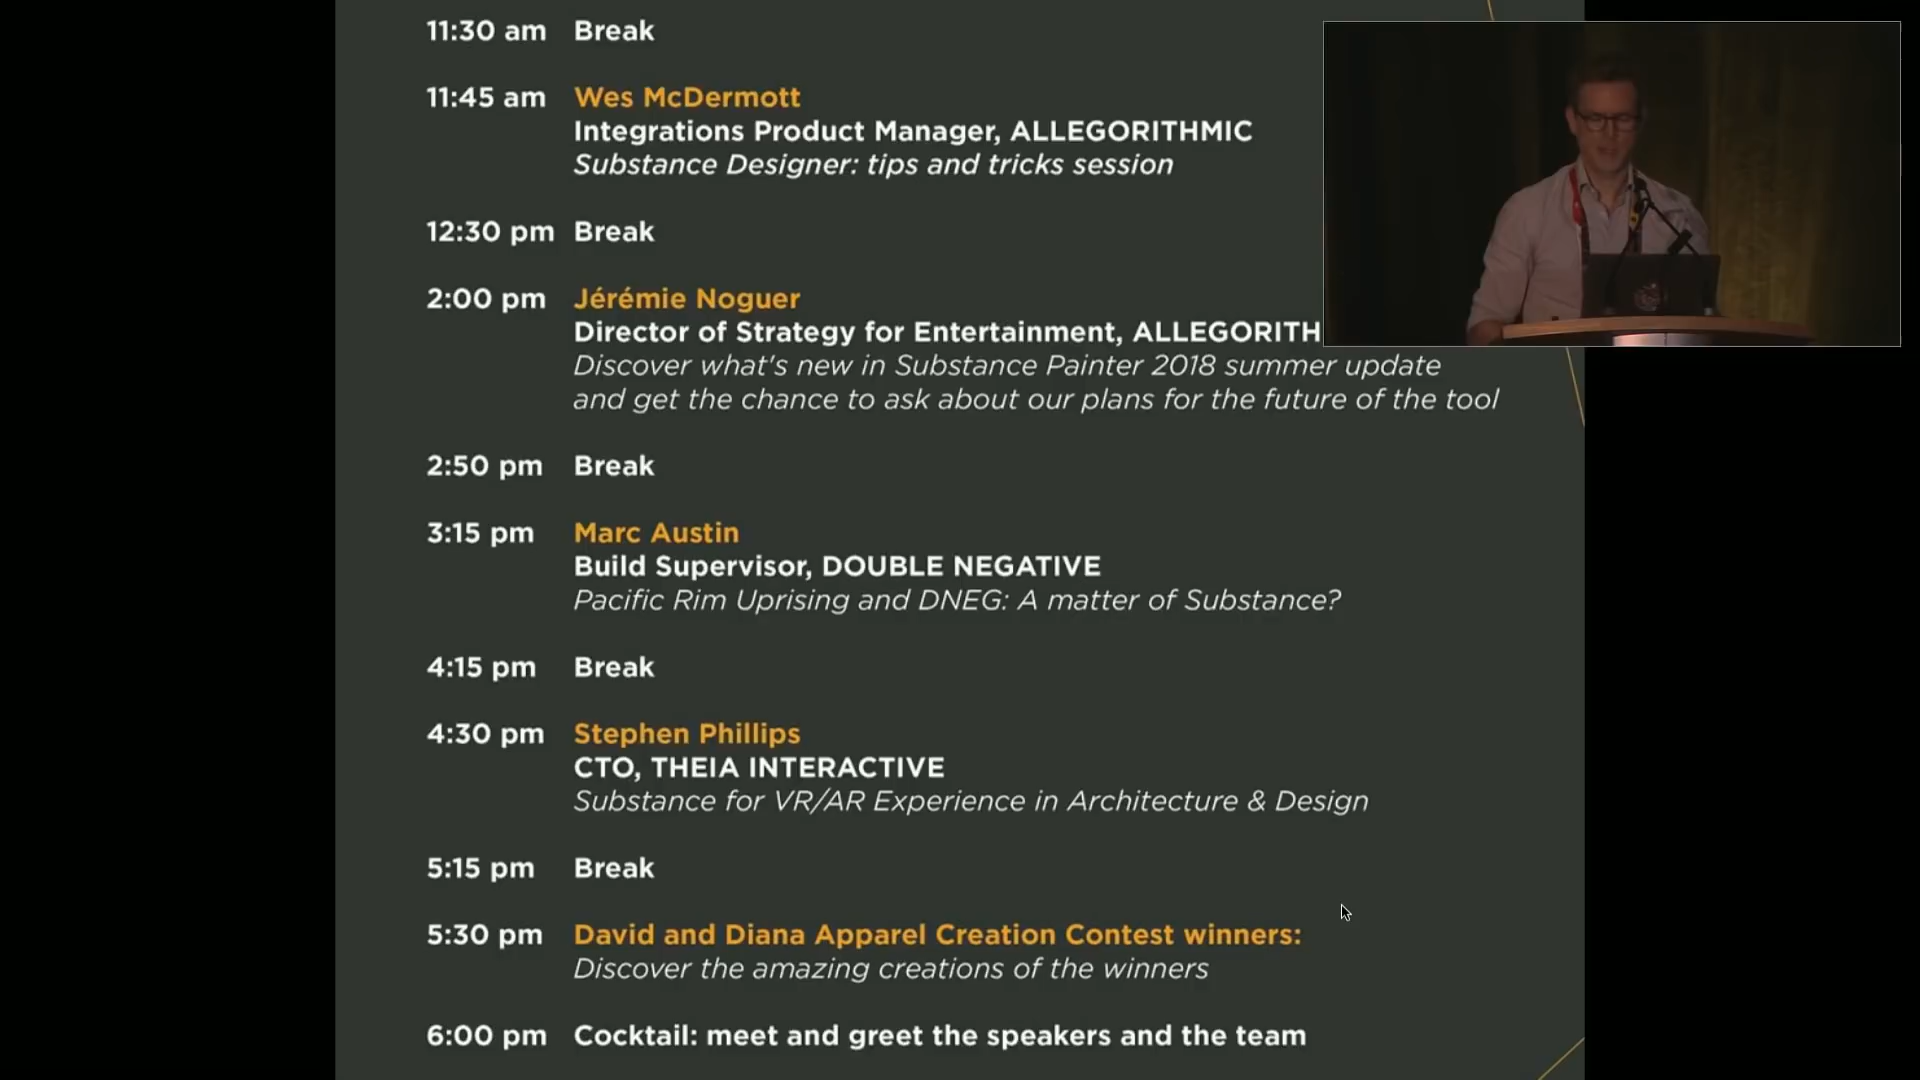 11:30 am Break
11:45 am Wes McDermott
Integrations Product Manager, ALLEGORITHMIC
Substance Designer: tips and tricks session
12:30 pm Break
2:00 pm Jérémie Noguer
Director of Strategy for Entertainment, ALLEGORITH
Discover what's new in Substance Painter 2018 summer update
and get the chance to ask about our plans for the future of the tool
2:50 pm Break
3:15 pm Marc Austin
Build Supervisor, DOUBLE NEGATIVE
Pacific Rim Uprising and DNEG: A matter of Substance?
4:15 pm Break
4:30 pm Stephen Phillips
CTO, THEIA INTERACTIVE
Substance for VR/AR Experience in Architecture & Design
5:15 pm Break
5:30 pm David and Diana Apparel Creation Contest winners:
Discover the amazing creations of the winners
6:00 pm Cocktail: meet and greet the speakers and the team